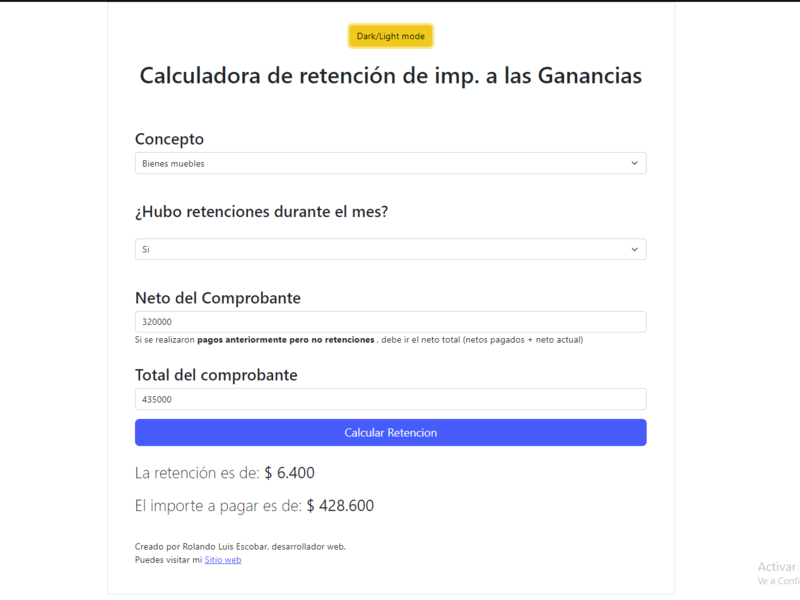 Dark/Light mode
Calculadora de retención de imp. a las Ganancias
Concepto
Bienes muebles
¿Hubo retenciones durante el mes?
Si
Neto del Comprobante
320000
Si se realizaron pagos anteriormente pero no retenciones , debe ir el neto total (netos pagados + neto actual)
Total del comprobante
435000
Calcular Retencion
La retención es de: $ 6.400
El importe a pagar es de: $ 428.600
Creado por Rolando Luis Escobar, desarrollador web.
Puedes visitar mi Sitio web
Activar
Ve a Confi